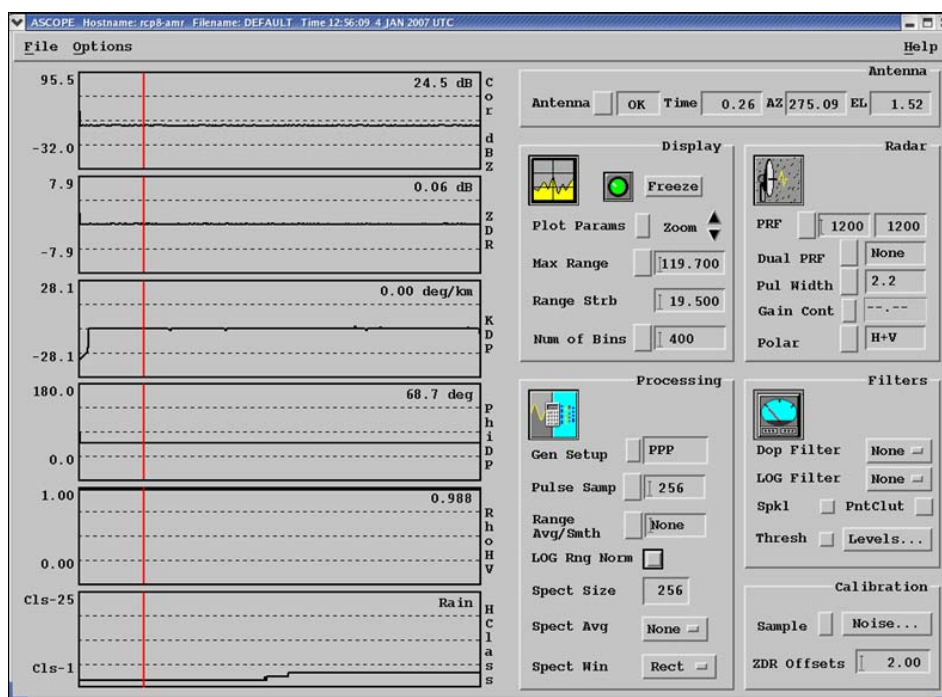 ASCOPE Hostname: rcp8-amr Filename: DEFAULT Time 12:56:09 4 JAN 2007 UTC
File Options Help
95.5
24.5 dB
-32.0
Cor dBZ
7.9
0.06 dB
-7.9
ZDR
28.1
0.00 deg/km
-28.1
KDP
180.0
68.7 deg
0.0
PhiDP
1.00
0.988
0.00
RhoHV
Cls-25
Rain
Cls-1
HClass
Antenna
Antenna OK Time 0.26 AZ 275.09 EL 1.52
Display
Freeze
Plot Params Zoom
Max Range 119.700
Range Strb 19.500
Num of Bins 400
Radar
PRF 1200 1200
Dual PRF None
Pul Width 2.2
Gain Cont --.--
Polar H+V
Processing
Gen Setup PPP
Pulse Samp 256
Range
Avg/Smth None
LOG Rng Norm
Spect Size 256
Spect Avg None
Spect Win Rect
Filters
Dop Filter None
LOG Filter None
Spkl PntClut
Thresh Levels...
Calibration
Sample Noise...
ZDR Offsets 2.00